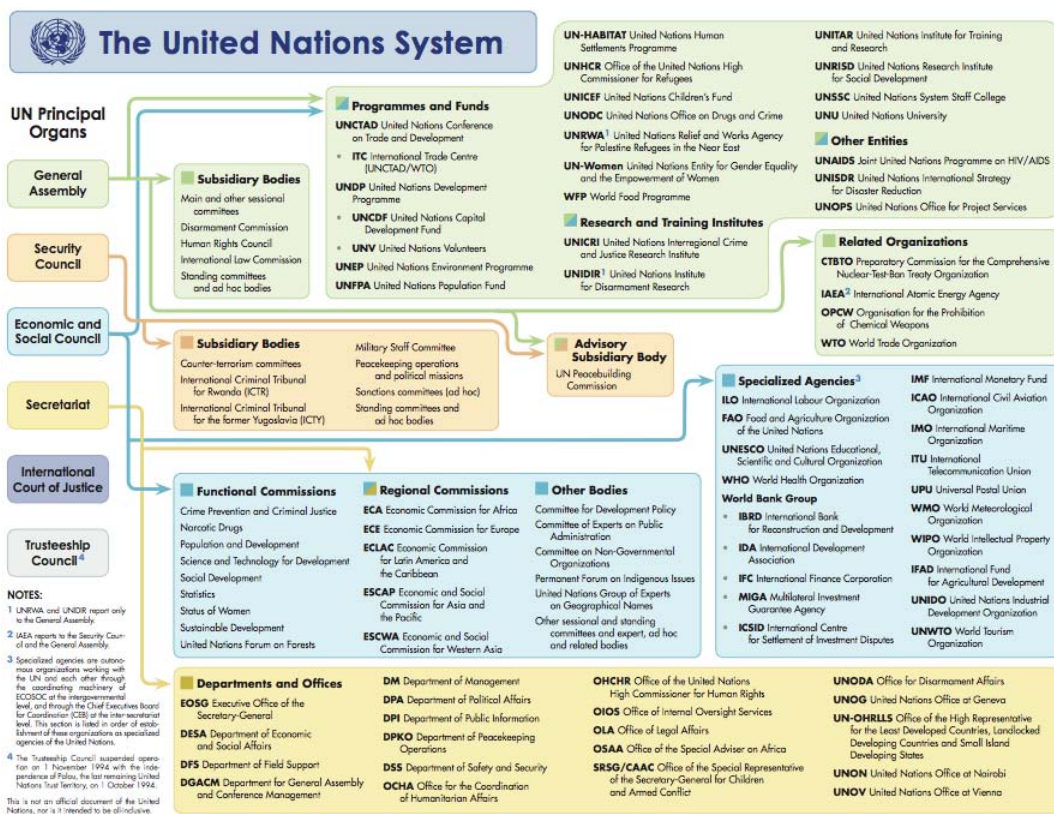 The United Nations System
UN Principal
Organs
General
Assembly
Security
Council
Economic and
Social Council
Secretariat
International
Court of Justice
Trusteeship
Council4
NOTES:
1 UNRWA and UNIDIR report only
to the General Assembly.
2 IAEA reports to the Security Coun-
cil and the General Assembly.
3 Specialized agencies are autono-
mous organizations working with
the UN and each other through
the coordinating machinery of
ECOSOC at the intergovernmental
level, and through the Chief Executives Board
for Coordination (CEB) at the inter-secretariat
level. This section is listed in order of estab-
lishment of these organizations as specialized
agencies of the United Nations.
4 The Trusteeship Council suspended opera-
tion on 1 November 1994 with the inde-
pendence of Palau, the last remaining United
Nations Trust Territory, on 1 October 1994.
This is not an official document of the United
Nations, nor is it intended to be all-inclusive.
Subsidiary Bodies
Main and other sessional
committees
Disarmament Commission
Human Rights Council
International Law Commission
Standing committees
and ad hoc bodies
Programmes and Funds
UNCTAD United Nations Conference
on Trade and Development
• ITC International Trade Centre
(UNCTAD/WTO)
UNDP United Nations Development
Programme
• UNCDF United Nations Capital
Development Fund
• UNV United Nations Volunteers
UNEP United Nations Environment Programme
UNFPA United Nations Population Fund
UN-HABITAT United Nations Human
Settlements Programme
UNHCR Office of the United Nations High
Commissioner for Refugees
UNICEF United Nations Children's Fund
UNODC United Nations Office on Drugs and Crime
UNRWA1 United Nations Relief and Works Agency
for Palestine Refugees in the Near East
UN-Women United Nations Entity for Gender Equality
and the Empowerment of Women
WFP World Food Programme
Research and Training Institutes
UNICRI United Nations Interregional Crime
and Justice Research Institute
UNIDIR1 United Nations Institute
for Disarmament Research
UNITAR United Nations Institute for Training
and Research
UNRISD United Nations Research Institute
for Social Development
UNSSC United Nations System Staff College
UNU United Nations University
Other Entities
UNAIDS Joint United Nations Programme on HIV/AIDS
UNISDR United Nations International Strategy
for Disaster Reduction
UNOPS United Nations Office for Project Services
Related Organizations
CTBTO Preparatory Commission for the Comprehensive
Nuclear-Test-Ban Treaty Organization
IAEA2 International Atomic Energy Agency
OPCW Organisation for the Prohibition
of Chemical Weapons
WTO World Trade Organization
Subsidiary Bodies
Counter-terrorism committees
International Criminal Tribunal
for Rwanda (ICTR)
International Criminal Tribunal
for the former Yugoslavia (ICTY)
Military Staff Committee
Peacekeeping operations
and political missions
Sanctions committees (ad hoc)
Standing committees and
ad hoc bodies
Advisory
Subsidiary Body
UN Peacebuilding
Commission
Specialized Agencies3
ILO International Labour Organization
FAO Food and Agriculture Organization
of the United Nations
UNESCO United Nations Educational,
Scientific and Cultural Organization
WHO World Health Organization
World Bank Group
• IBRD International Bank
for Reconstruction and Development
• IDA International Development
Association
• IFC International Finance Corporation
• MIGA Multilateral Investment
Guarantee Agency
• ICSID International Centre
for Settlement of Investment Disputes
IMF International Monetary Fund
ICAO International Civil Aviation
Organization
IMO International Maritime
Organization
ITU International
Telecommunication Union
UPU Universal Postal Union
WMO World Meteorological
Organization
WIPO World Intellectual Property
Organization
IFAD International Fund
for Agricultural Development
UNIDO United Nations Industrial
Development Organization
UNWTO World Tourism
Organization
Functional Commissions
Crime Prevention and Criminal Justice
Narcotic Drugs
Population and Development
Science and Technology for Development
Social Development
Statistics
Status of Women
Sustainable Development
United Nations Forum on Forests
Regional Commissions
ECA Economic Commission for Africa
ECE Economic Commission for Europe
ECLAC Economic Commission
for Latin America and
the Caribbean
ESCAP Economic and Social
Commission for Asia and
the Pacific
ESCWA Economic and Social
Commission for Western Asia
Other Bodies
Committee for Development Policy
Committee of Experts on Public
Administration
Committee on Non-Governmental
Organizations
Permanent Forum on Indigenous Issues
United Nations Group of Experts
on Geographical Names
Other sessional and standing
committees and expert, ad hoc
and related bodies
Departments and Offices
EOSG Executive Office of the
Secretary-General
DESA Department of Economic
and Social Affairs
DFS Department of Field Support
DGACM Department for General Assembly
and Conference Management
DM Department of Management
DPA Department of Political Affairs
DPI Department of Public Information
DPKO Department of Peacekeeping
Operations
DSS Department of Safety and Security
OCHA Office for the Coordination
of Humanitarian Affairs
OHCHR Office of the United Nations
High Commissioner for Human Rights
OIOS Office of Internal Oversight Services
OLA Office of Legal Affairs
OSAA Office of the Special Adviser on Africa
SRSG/CAAC Office of the Special Representative
of the Secretary-General for Children
and Armed Conflict
UNODA Office for Disarmament Affairs
UNOG United Nations Office at Geneva
UN-OHRLLS Office of the High Representative
for the Least Developed Countries, Landlocked
Developing Countries and Small Island
Developing States
UNON United Nations Office at Nairobi
UNOV United Nations Office at Vienna